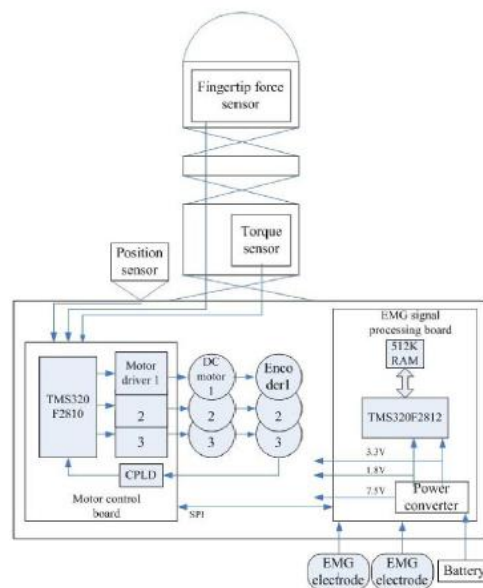 Fingertip force
sensor
Torque
sensor
Position
sensor
EMG signal
processing board
512K
RAM
TMS320
F2810
Motor
driver 1
DC
motor
1
Enco
der1
2
2
2
3
3
3
TMS320F2812
CPLD
3.3V
1.8V
7.5V
Power
converter
Motor control
board
SPI
EMG
electrode
EMG
electrode
Battery